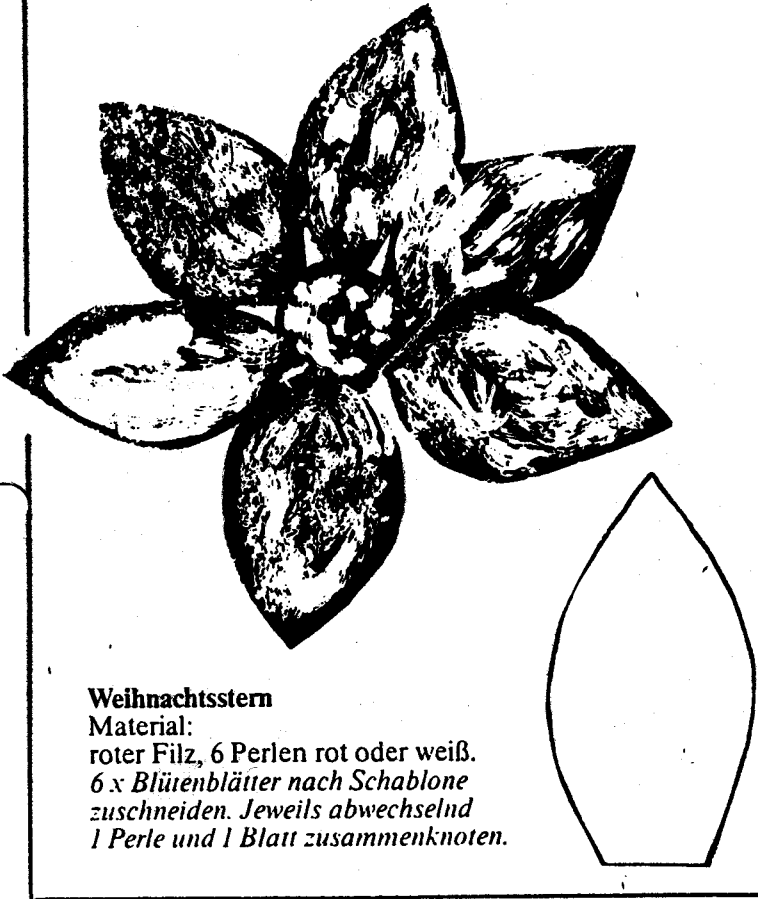 Weihnachtsstern
Material:
roter Filz, 6 Perlen rot oder weiß.
6 x Blütenblätter nach Schablone
zuschneiden. Jeweils abwechselnd
1 Perle und 1 Blatt zusammenknoten.